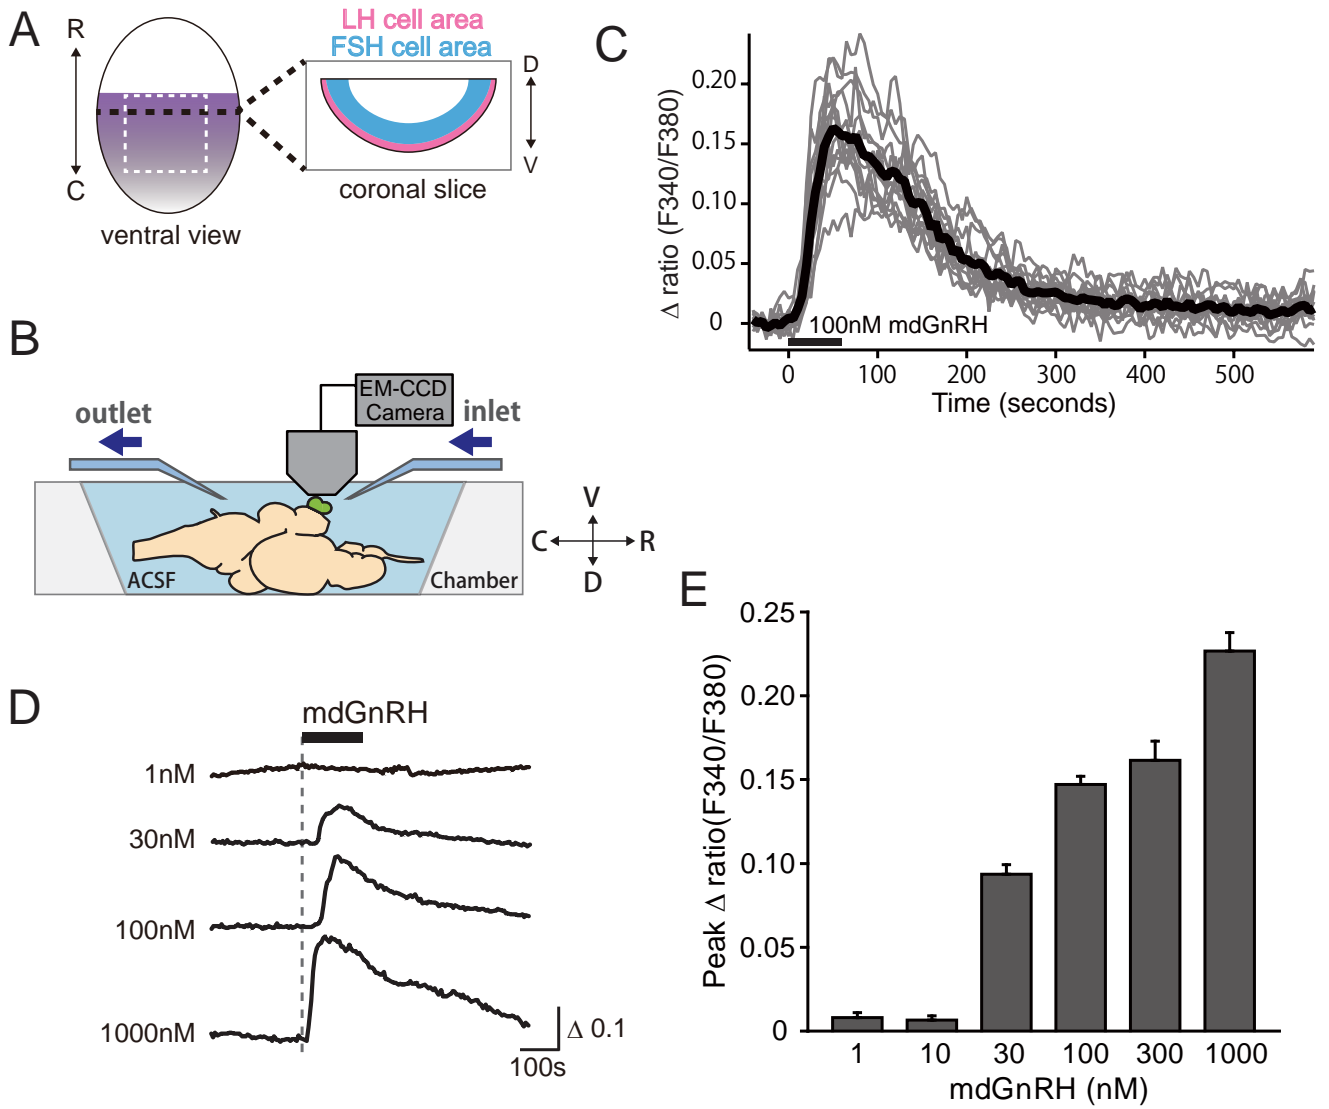 A
R
C
ventral view
LH cell area
FSH cell area
D
V
coronal slice
B
outlet
EM-CCD
Camera
inlet
ACSF
Chamber
V
C
R
D
C
Δ ratio (F340/F380)
0.20
0.15
0.10
0.05
0
100nM mdGnRH
0
100
200
300
400
500
Time (seconds)
D
mdGnRH
1nM
30nM
100nM
1000nM
Δ 0.1
100s
E
Peak Δ ratio(F340/F380)
0.25
0.20
0.15
0.10
0.05
0
1
10
30
100
300
1000
mdGnRH (nM)